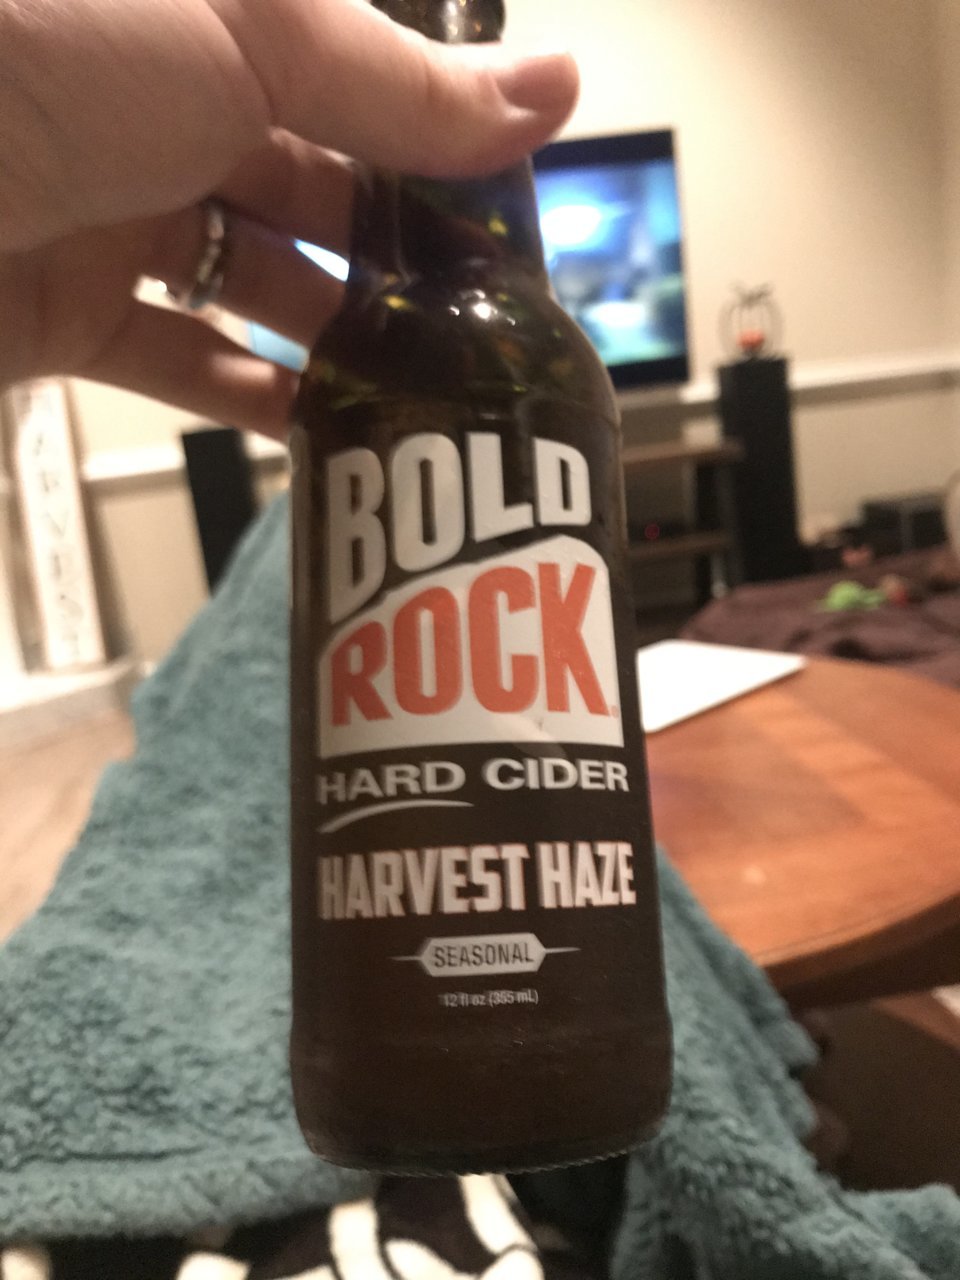 BOLD
ROCK
HARD CIDER
HARVEST HAZE
SEASONAL
12 fl oz (355 mL)